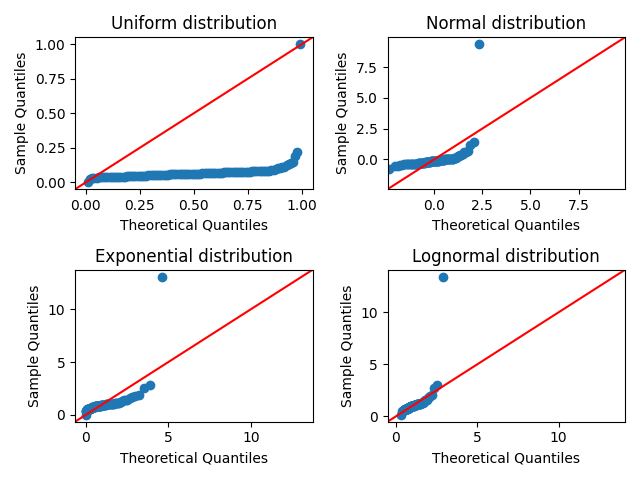 Uniform distribution
Normal distribution
1.00
0.75
0.50
0.25
0.00
Sample Quantiles
0.00 0.25 0.50 0.75 1.00
Theoretical Quantiles
7.5
5.0
2.5
0.0
Sample Quantiles
0.0 2.5 5.0 7.5
Theoretical Quantiles
Exponential distribution
Lognormal distribution
10
5
0
Sample Quantiles
0 5 10
Theoretical Quantiles
10
5
0
Sample Quantiles
0 5 10
Theoretical Quantiles